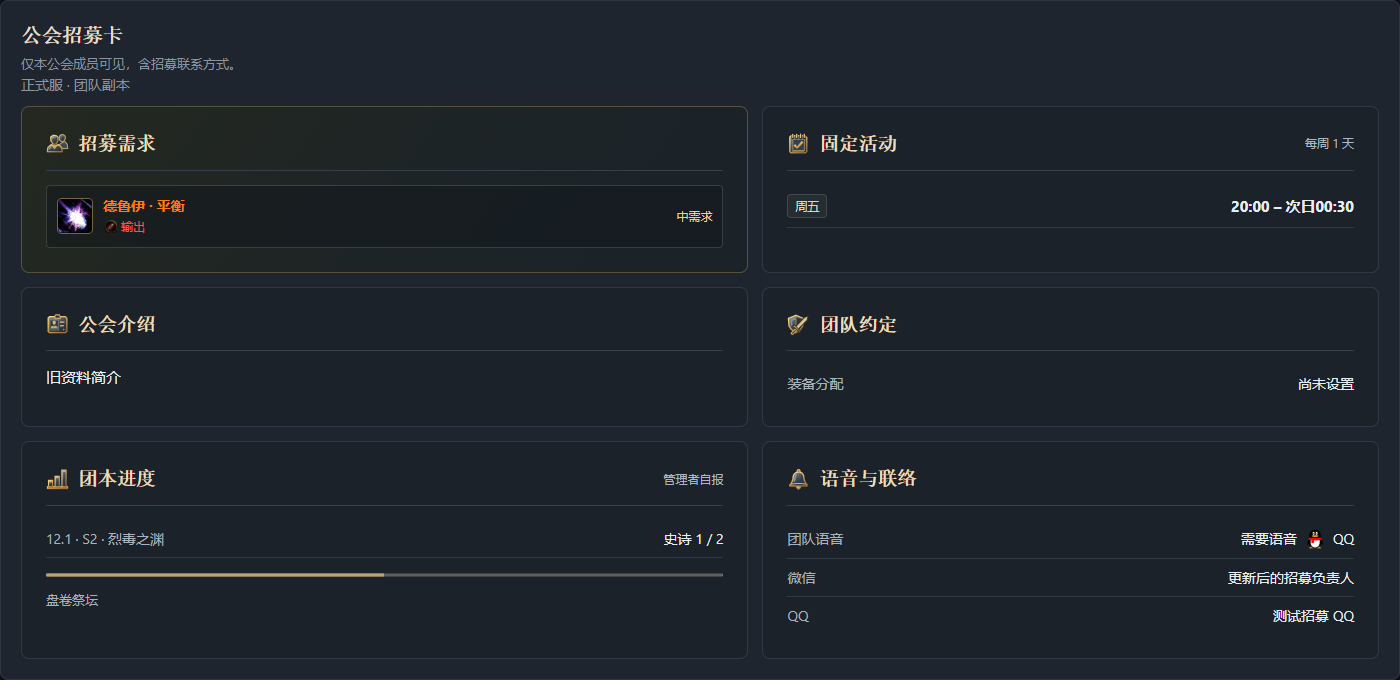 公会招募卡
仅本公会成员可见，含招募联系方式。
正式服 · 团队副本
招募需求
德鲁伊 · 平衡
输出
中需求
固定活动
每周 1 天
周五
20:00 – 次日00:30
公会介绍
旧资料简介
团队约定
装备分配
尚未设置
团本进度
管理者自报
12.1 · S2 · 烈毒之渊
史诗 1 / 2
盘卷祭坛
语音与联络
团队语音
需要语音 QQ
微信
更新后的招募负责人
QQ
测试招募 QQ